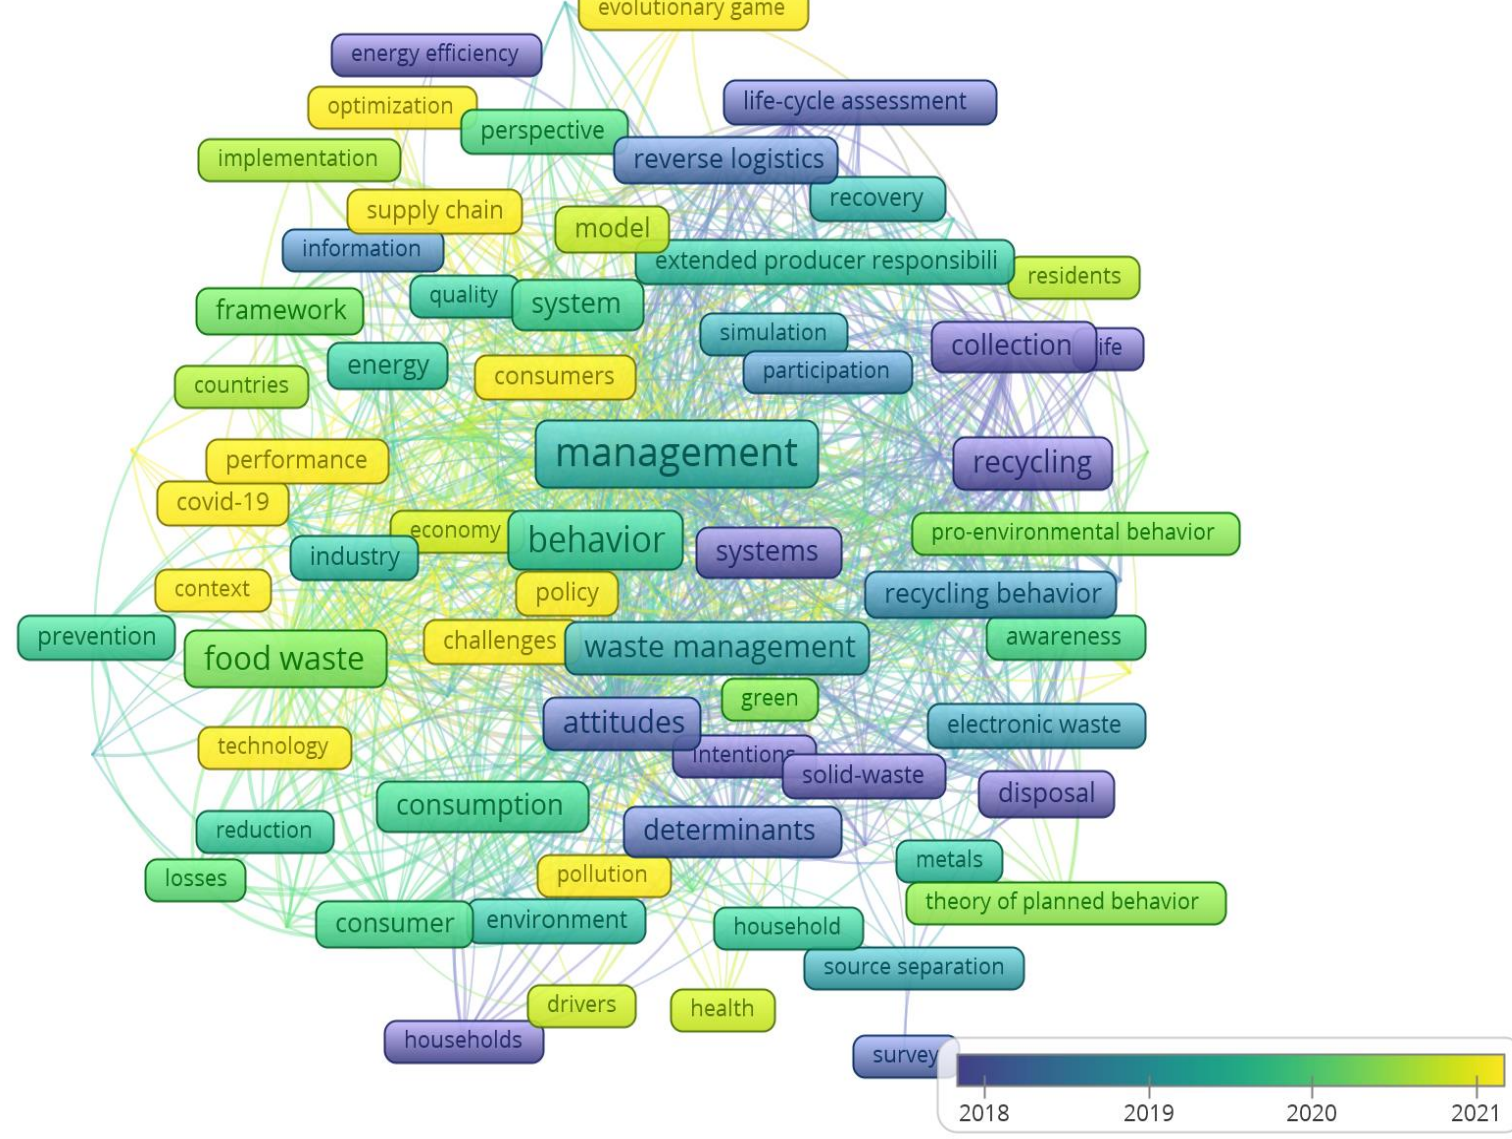 evolutionary game
energy efficiency
life-cycle assessment
optimization
perspective
implementation
reverse logistics
recovery
supply chain
model
information
extended producer responsibili
residents
quality
system
framework
simulation
collection
ife
energy
participation
consumers
countries
management
performance
recycling
covid-19
economy
behavior
pro-environmental behavior
industry
systems
context
policy
recycling behavior
prevention
challenges
waste management
awareness
food waste
green
attitudes
electronic waste
technology
intentions
solid-waste
disposal
consumption
reduction
determinants
metals
losses
pollution
theory of planned behavior
consumer
environment
household
source separation
drivers
health
households
survey
2018
2019
2020
2021